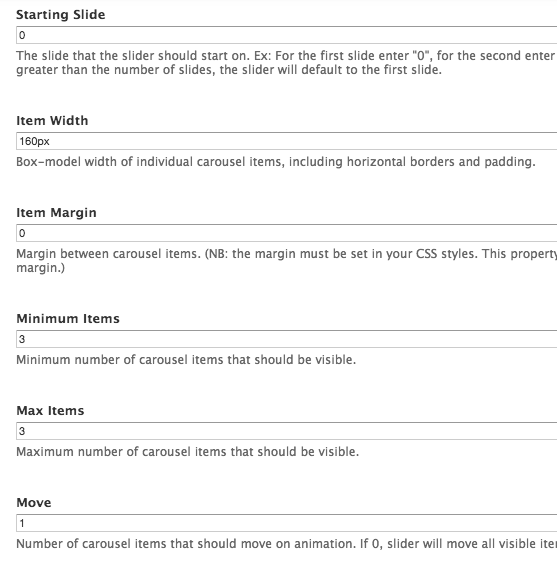 Starting Slide
0
The slide that the slider should start on. Ex: For the first slide enter "0", for the second enter
greater than the number of slides, the slider will default to the first slide.
Item Width
160px
Box-model width of individual carousel items, including horizontal borders and padding.
Item Margin
0
Margin between carousel items. (NB: the margin must be set in your CSS styles. This property
margin.)
Minimum Items
3
Minimum number of carousel items that should be visible.
Max Items
3
Maximum number of carousel items that should be visible.
Move
1
Number of carousel items that should move on animation. If 0, slider will move all visible